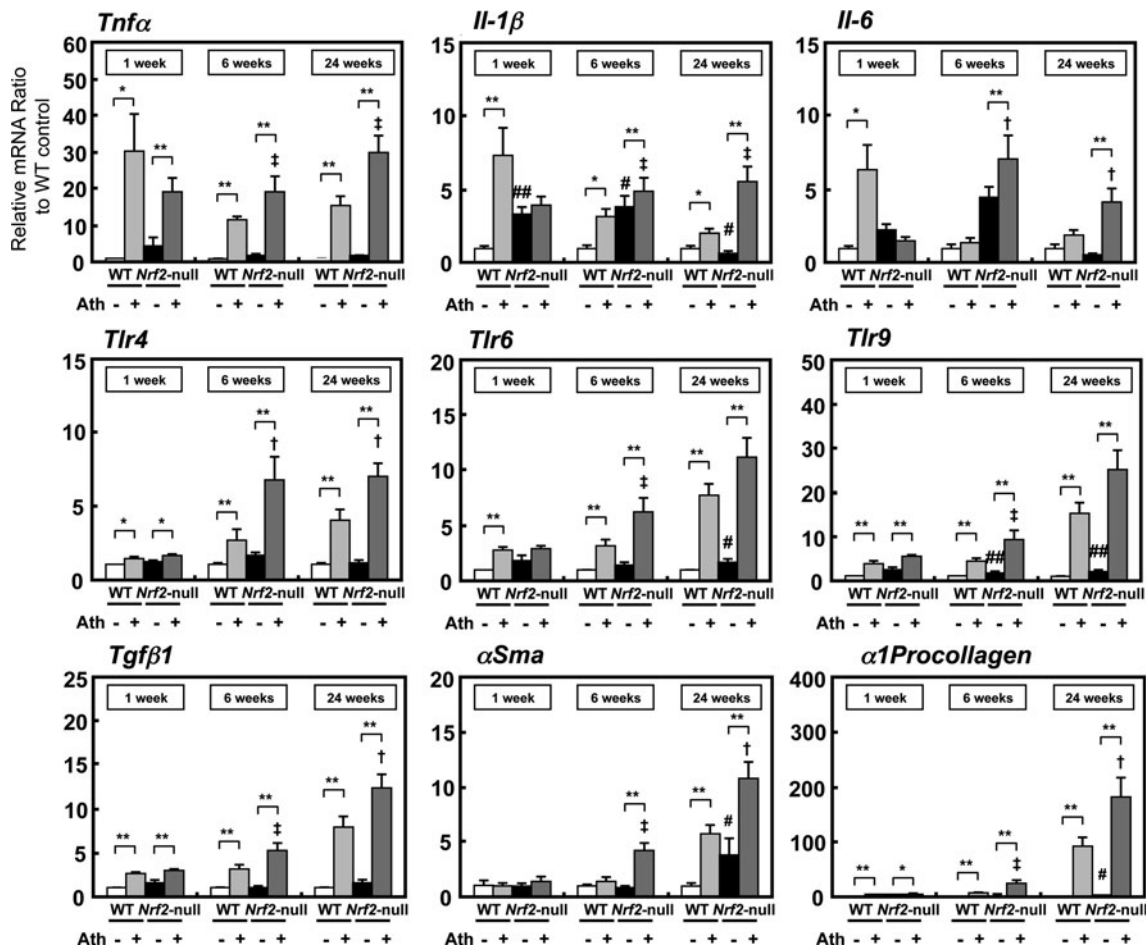 Tnfα
Il-1β
Il-6
Relative mRNA Ratio
to WT control
60
50
40
30
20
10
0
1 week
6 weeks
24 weeks
*
**
**
**
‡
**
**
‡
WT Nrf2-null WT Nrf2-null WT Nrf2-null
Ath - + - + - + - + - + - +
15
10
5
0
1 week
6 weeks
24 weeks
**
##
*
#
**
‡
*
#
**
‡
WT Nrf2-null WT Nrf2-null WT Nrf2-null
- + - + - + - + - + - +
15
10
5
0
1 week
6 weeks
24 weeks
*
**
†
**
†
WT Nrf2-null WT Nrf2-null WT Nrf2-null
- + - + - + - + - + - +
Tlr4
Tlr6
Tlr9
15
10
5
0
1 week
6 weeks
24 weeks
*
*
**
**
†
**
**
†
WT Nrf2-null WT Nrf2-null WT Nrf2-null
Ath - + - + - + - + - + - +
20
15
10
5
0
1 week
6 weeks
24 weeks
**
**
**
‡
**
#
**
WT Nrf2-null WT Nrf2-null WT Nrf2-null
- + - + - + - + - + - +
50
40
30
20
10
0
1 week
6 weeks
24 weeks
**
**
**
##
**
‡
**
##
**
WT Nrf2-null WT Nrf2-null WT Nrf2-null
- + - + - + - + - + - +
Tgfβ1
αSma
α1Procollagen
25
20
15
10
5
0
1 week
6 weeks
24 weeks
**
**
**
**
‡
**
**
†
WT Nrf2-null WT Nrf2-null WT Nrf2-null
Ath - + - + - + - + - + - +
20
15
10
5
0
1 week
6 weeks
24 weeks
**
‡
**
#
**
†
WT Nrf2-null WT Nrf2-null WT Nrf2-null
Ath - + - + - + - + - + - +
400
300
200
100
0
1 week
6 weeks
24 weeks
**
*
**
**
‡
**
#
**
†
WT Nrf2-null WT Nrf2-null WT Nrf2-null
Ath - + - + - + - + - + - +